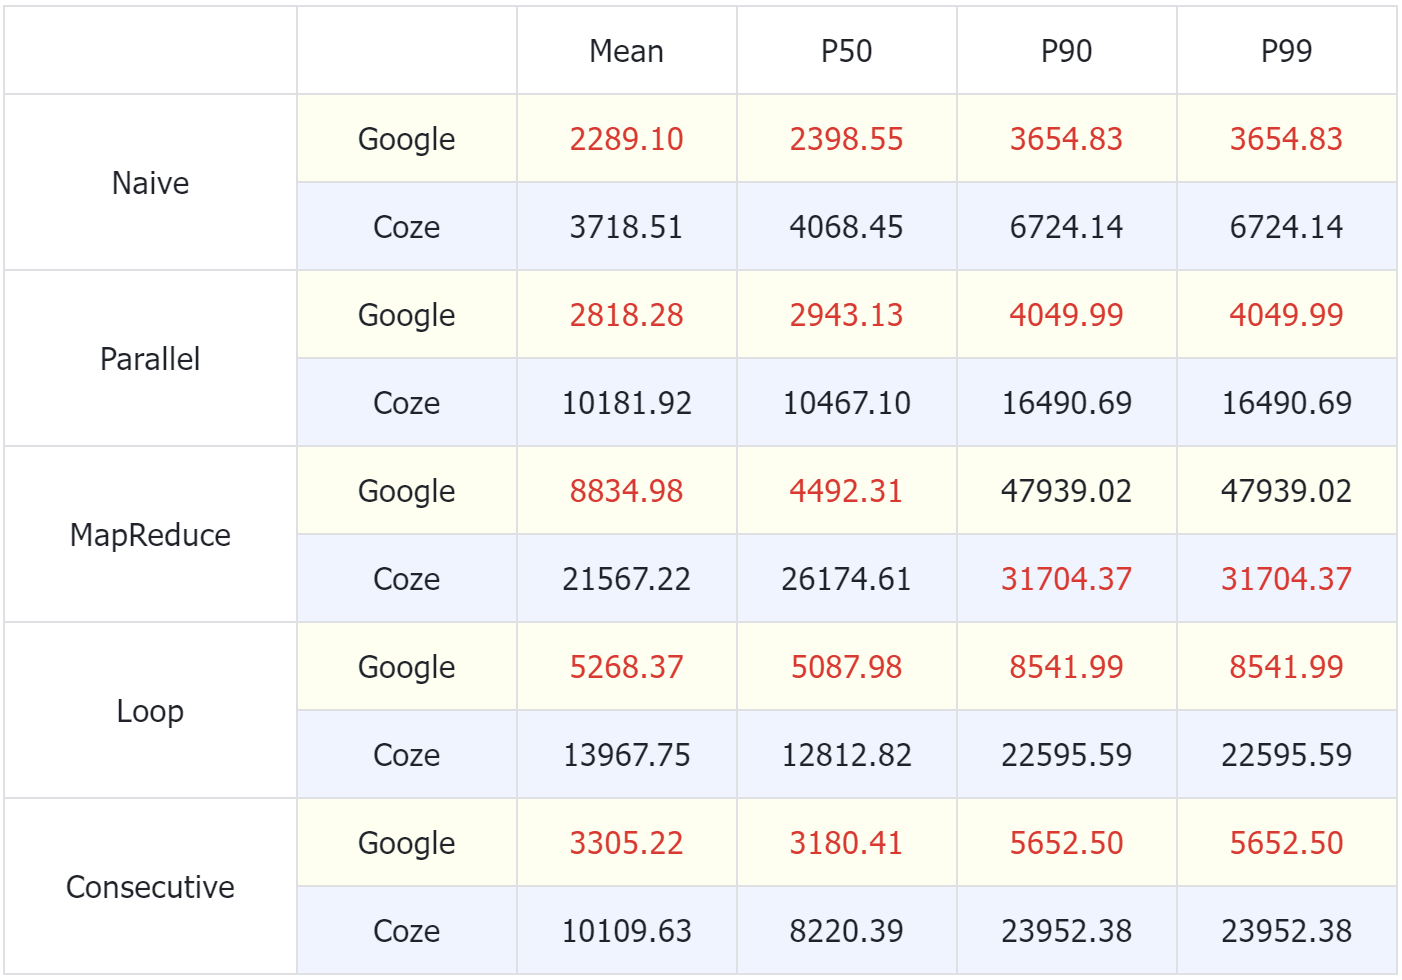 Mean P50 P90 P99
Naive
Google 2289.10 2398.55 3654.83 3654.83
Coze 3718.51 4068.45 6724.14 6724.14
Parallel
Google 2818.28 2943.13 4049.99 4049.99
Coze 10181.92 10467.10 16490.69 16490.69
MapReduce
Google 8834.98 4492.31 47939.02 47939.02
Coze 21567.22 26174.61 31704.37 31704.37
Loop
Google 5268.37 5087.98 8541.99 8541.99
Coze 13967.75 12812.82 22595.59 22595.59
Consecutive
Google 3305.22 3180.41 5652.50 5652.50
Coze 10109.63 8220.39 23952.38 23952.38